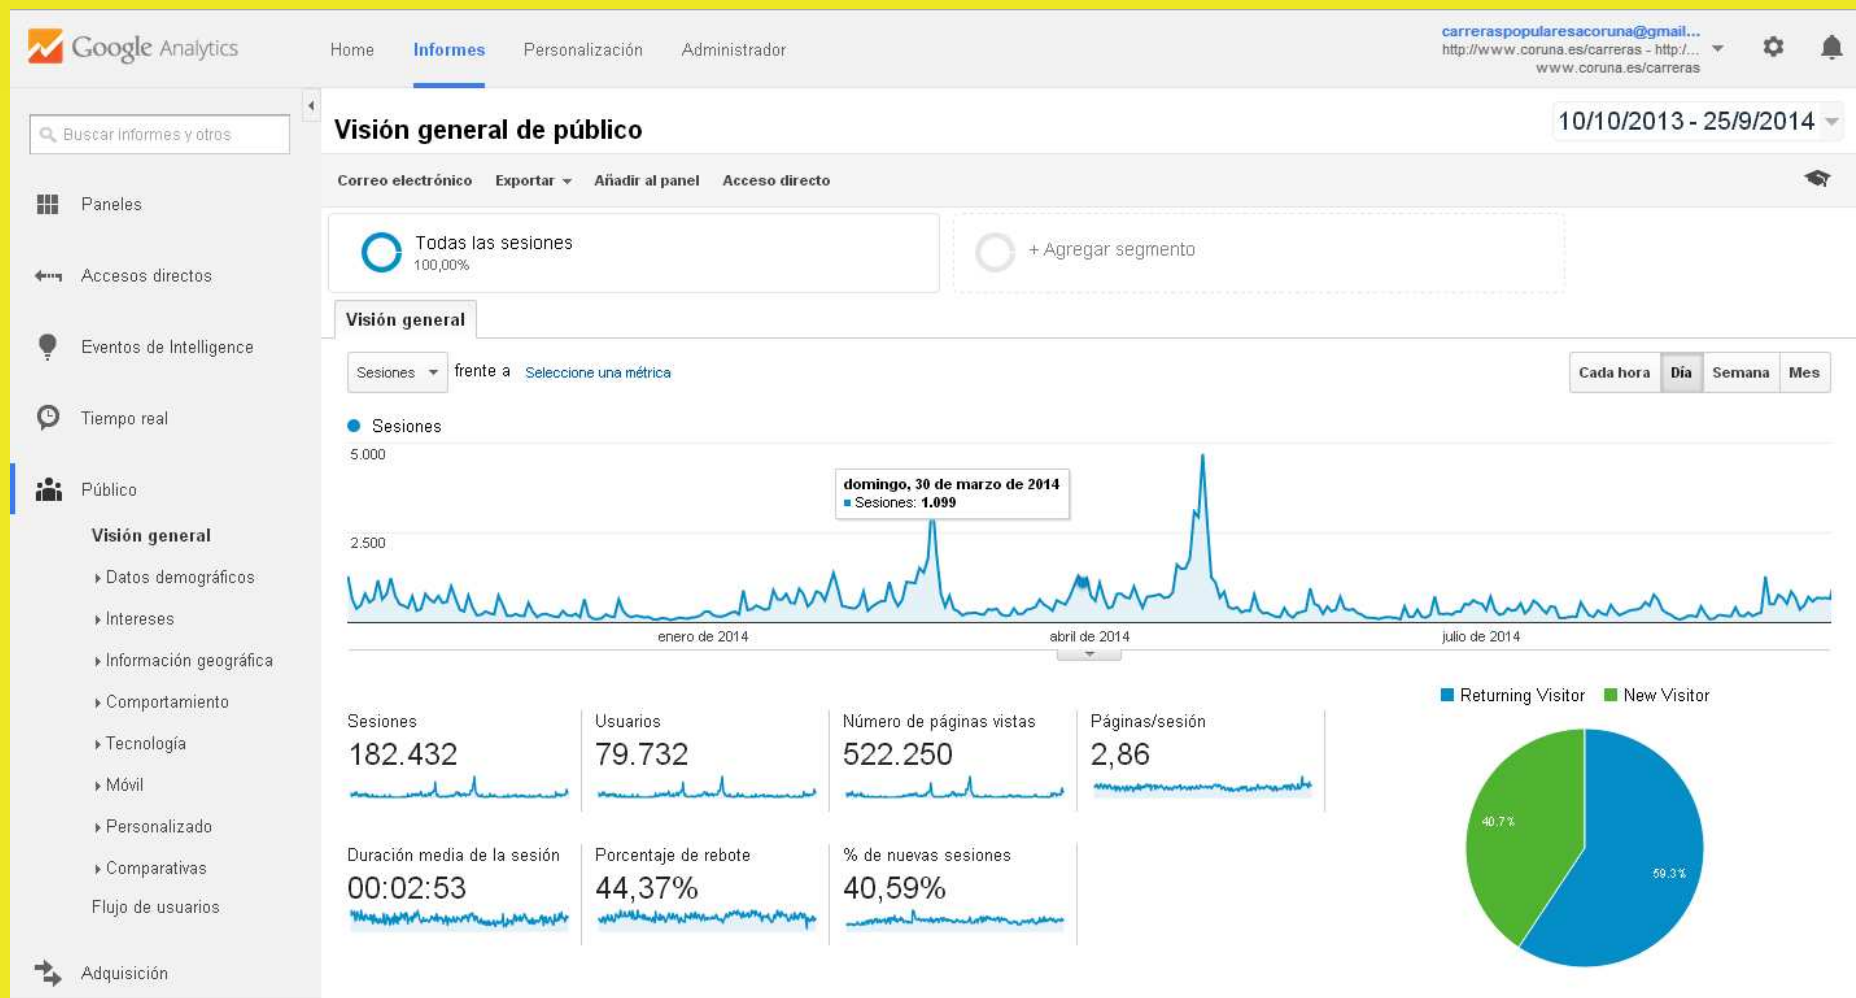 Google Analytics
Home
Informes
Personalización
Administrador
carreraspopularesacoruna@gmail...
http://www.coruna.es/carreras - http:/...
www.coruna.es/carreras
Buscar informes y otros
Paneles
Accesos directos
Eventos de Intelligence
Tiempo real
Público
Visión general
Datos demográficos
Intereses
Información geográfica
Comportamiento
Tecnología
Móvil
Personalizado
Comparativas
Flujo de usuarios
Adquisición
Visión general de público
10/10/2013 - 25/9/2014
Correo electrónico
Exportar
Añadir al panel
Acceso directo
Todas las sesiones
100,00%
+ Agregar segmento
Visión general
Sesiones
frente a
Seleccione una métrica
Cada hora
Día
Semana
Mes
Sesiones
5.000
2.500
domingo, 30 de marzo de 2014
Sesiones: 1.099
enero de 2014
abril de 2014
julio de 2014
Sesiones
182.432
Usuarios
79.732
Número de páginas vistas
522.250
Páginas/sesión
2,86
Duración media de la sesión
00:02:53
Porcentaje de rebote
44,37%
% de nuevas sesiones
40,59%
Returning Visitor
New Visitor
40.7%
59.3%